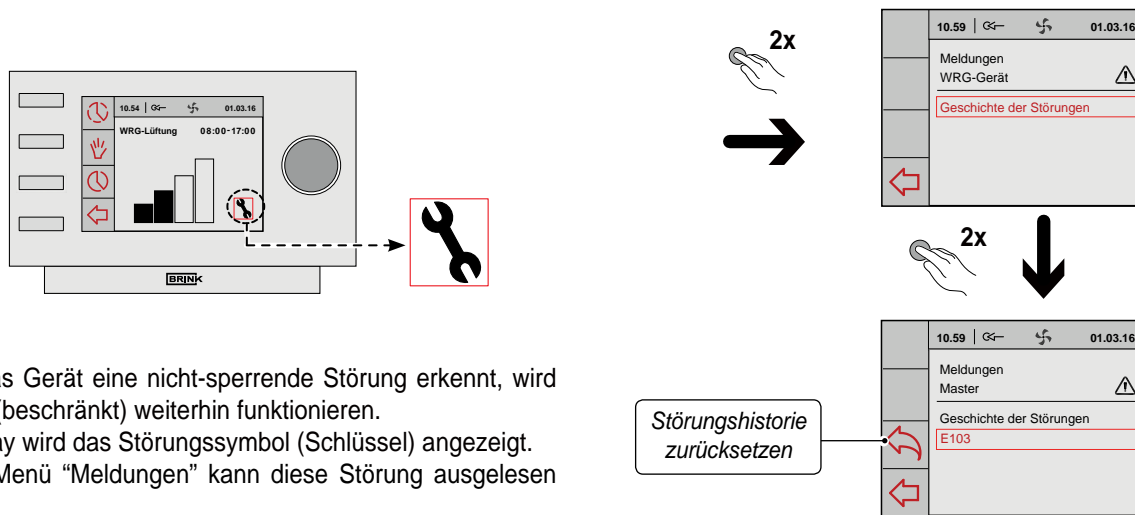 2x
10.59
01.03.16
Meldungen
WRG-Gerät
Geschichte der Störungen
10.54
01.03.16
WRG-Lüftung 08:00-17:00
BRINK
2x
as Gerät eine nicht-sperrende Störung erkennt, wird
(beschränkt) weiterhin funktionieren.
ay wird das Störungssymbol (Schlüssel) angezeigt.
Menü “Meldungen” kann diese Störung ausgelesen
Störungshistorie
zurücksetzen
10.59
01.03.16
Meldungen
Master
Geschichte der Störungen
E103